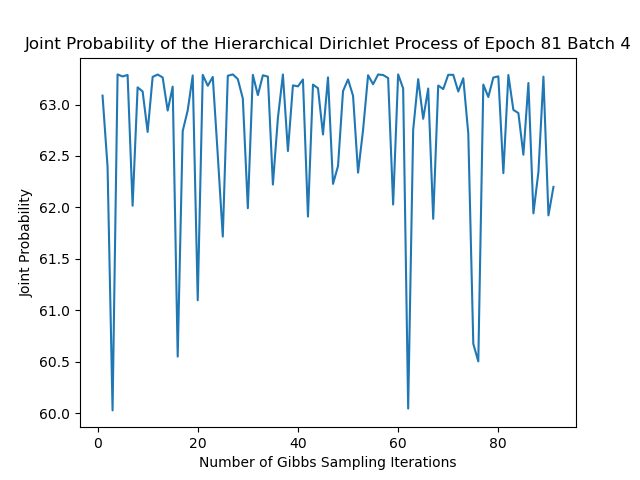 Joint Probability of the Hierarchical Dirichlet Process of Epoch 81 Batch 4
63.0
62.5
62.0
61.5
61.0
60.5
60.0
Joint Probability
0 20 40 60 80
Number of Gibbs Sampling Iterations